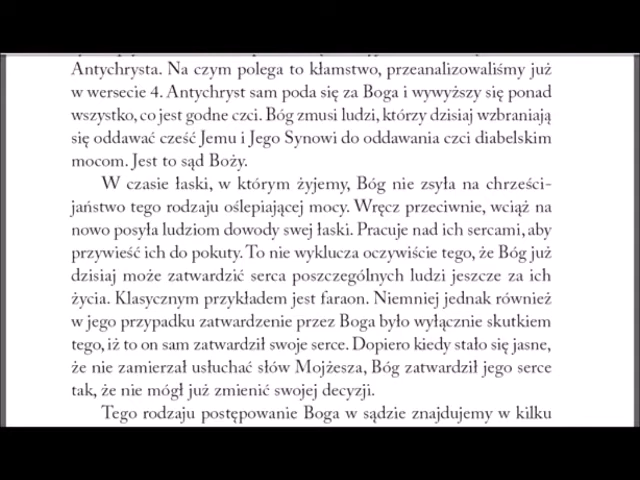 Antychrysta. Na czym polega to kłamstwo, przeanalizowaliśmy już
w wersecie 4. Antychryst sam poda się za Boga i wywyższy się ponad
wszystko, co jest godne czci. Bóg zmusi ludzi, którzy dzisiaj wzbraniają
się oddawać cześć Jemu i Jego Synowi do oddawania czci diabelskim
mocom. Jest to sąd Boży.
W czasie łaski, w którym żyjemy, Bóg nie zsyła na chrześci-
jaństwo tego rodzaju oślepiającej mocy. Wręcz przeciwnie, wciąż na
nowo posyła ludziom dowody swej łaski. Pracuje nad ich sercami, aby
przywieść ich do pokuty. To nie wyklucza oczywiście tego, że Bóg już
dzisiaj może zatwardzić serca poszczególnych ludzi jeszcze za ich
życia. Klasycznym przykładem jest faraon. Niemniej jednak również
w jego przypadku zatwardzenie przez Boga było wyłącznie skutkiem
tego, iż to on sam zatwardził swoje serce. Dopiero kiedy stało się jasne,
że nie zamierzał usłuchać słów Mojżesza, Bóg zatwardził jego serce
tak, że nie mógł już zmienić swojej decyzji.
Tego rodzaju postępowanie Boga w sądzie znajdujemy w kilku